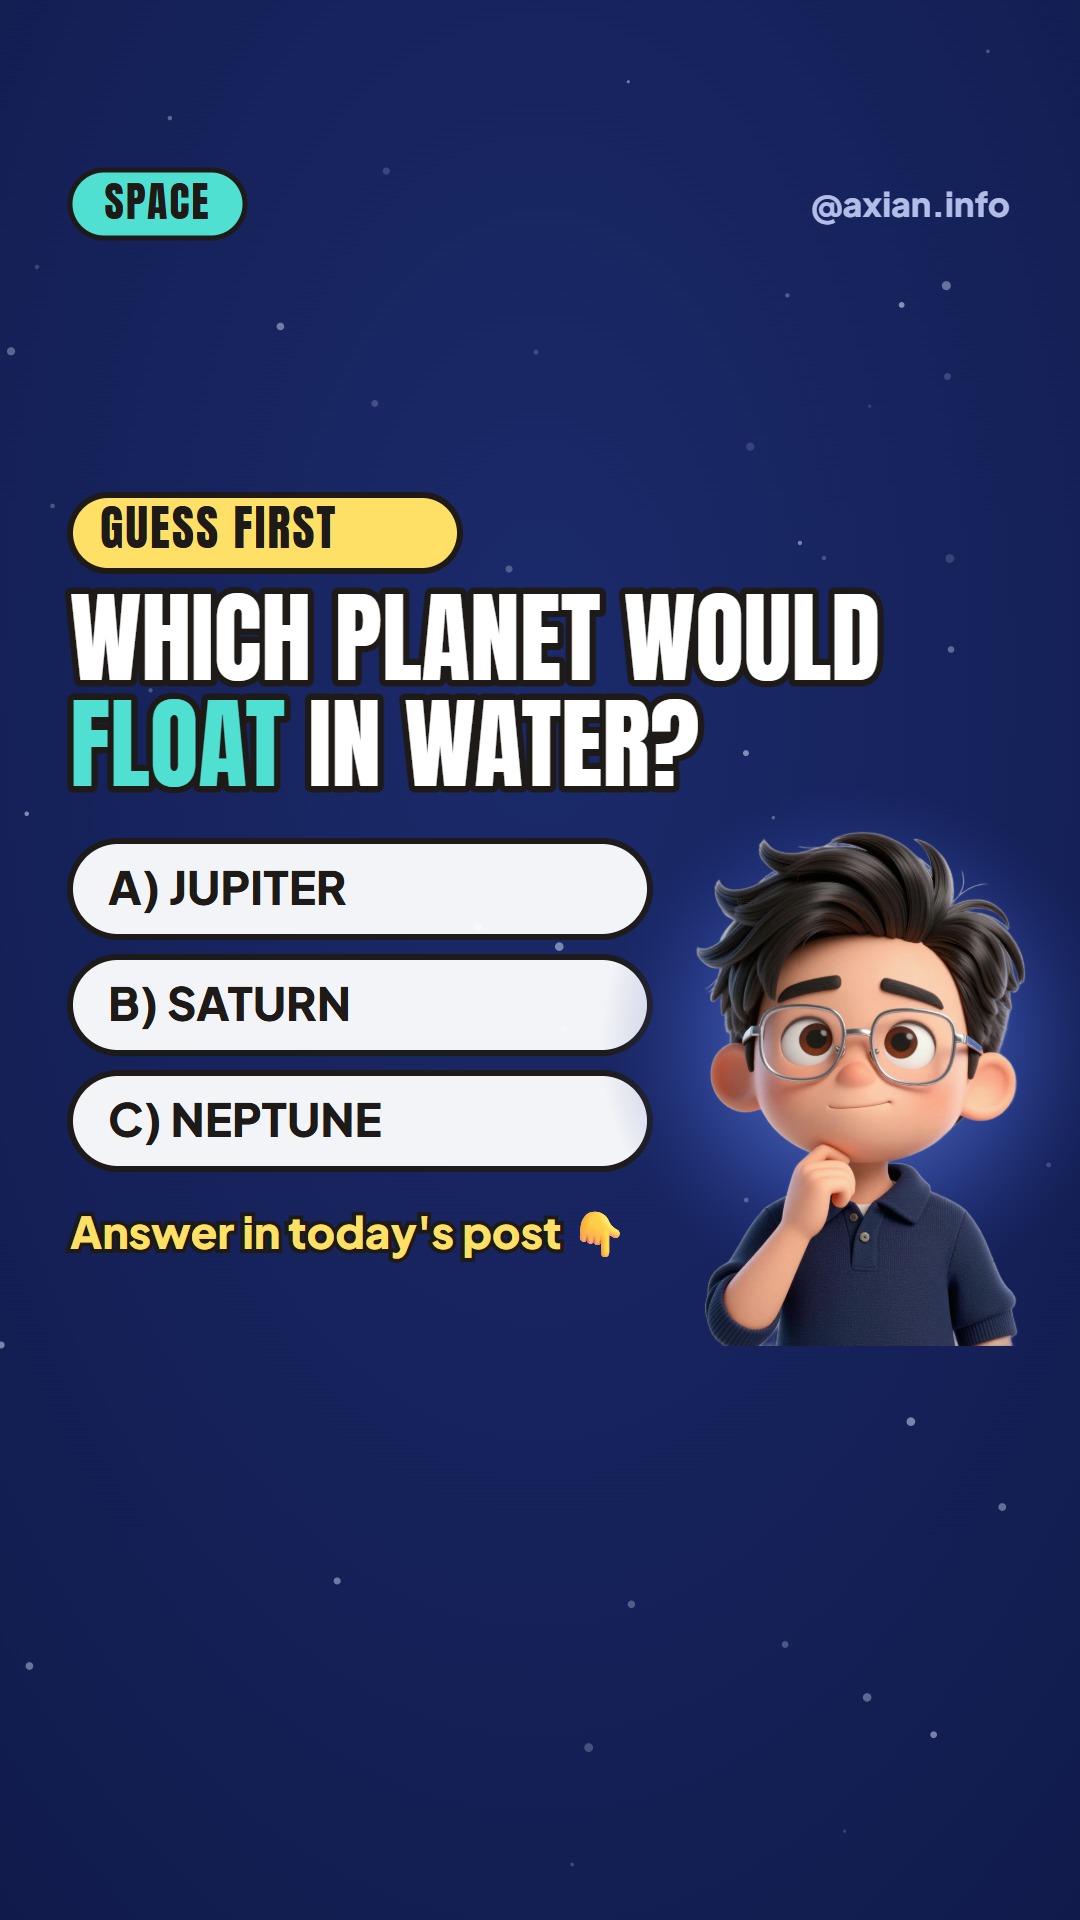 SPACE
@axian.info
GUESS FIRST
WHICH PLANET WOULD
FLOAT IN WATER?
A) JUPITER
B) SATURN
C) NEPTUNE
Answer in today's post 👇